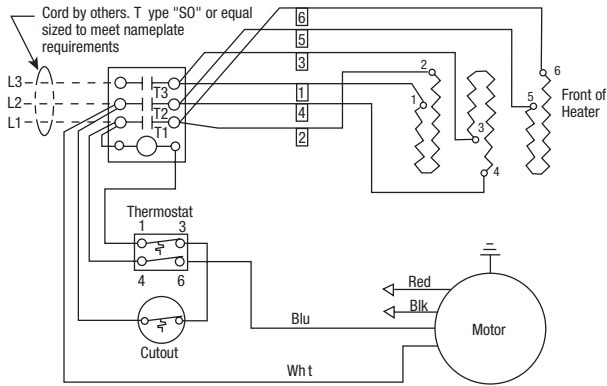 Cord by others. T ype "SO" or equal
sized to meet nameplate
requirements
6
5
3
1
4
2
L3
L2
L1
T3
T2
T1
2
1
3
4
6
5
Front of
Heater
Thermostat
1 3
4 6
Cutout
Red
Blk
Blu
Motor
Wh t